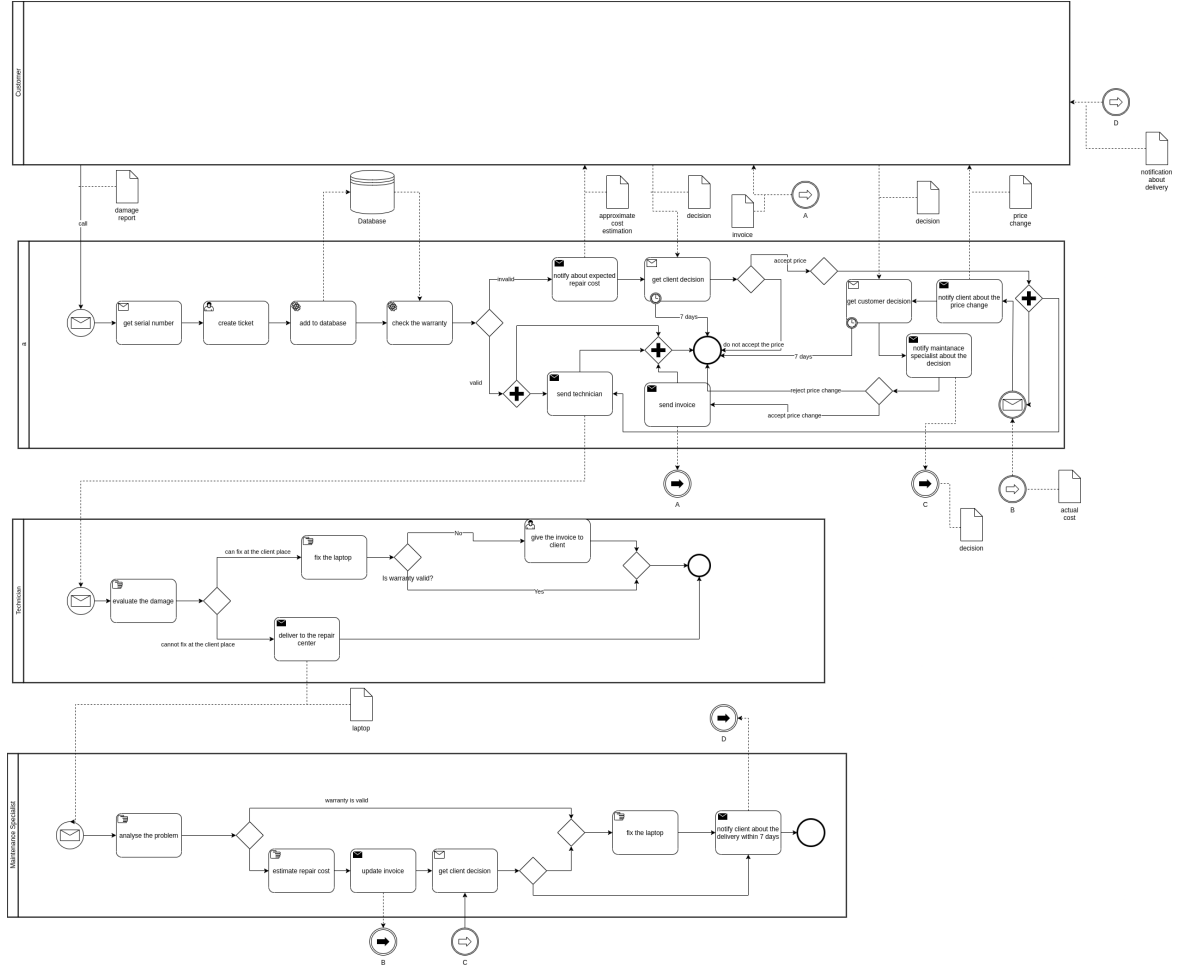 Customer
D
notification
about
delivery
damage
report
call
Database
approximate
cost
estimation
decision
invoice
A
decision
price
change
get serial number
create ticket
add to database
check the warranty
invalid
valid
notify about expected
repair cost
get client decision
accept price
7 days
do not accept the price
get customer decision
notify client about the
price change
7 days
notify maintanace
specialist about the
decision
send technician
send invoice
reject price change
accept price change
A
C
B
actual
cost
decision
Technician
evaluate the damage
can fix at the client place
cannot fix at the client place
fix the laptop
Is warranty valid?
No
Yes
give the invoice to
client
deliver to the repair
center
laptop
D
Maintenance Specialist
analyse the problem
warranty is valid
estimate repair cost
update invoice
get client decision
fix the laptop
notify client about the
delivery within 7 days
B
C